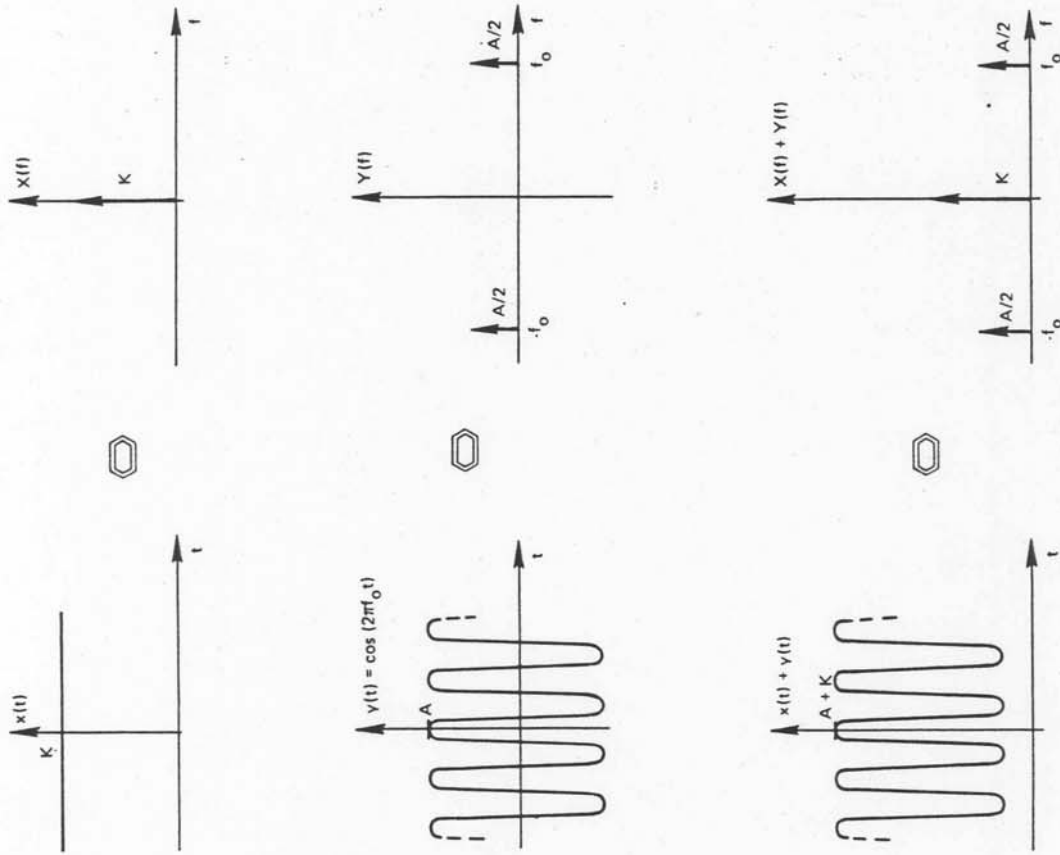 x(t)
K
t
X(f)
K
f
y(t) = cos (2πf₀t)
A
t
Y(f)
A/2
-f₀
A/2
f₀
f
x(t) + y(t)
A + K
t
X(f) + Y(f)
K
A/2
-f₀
A/2
f₀
f